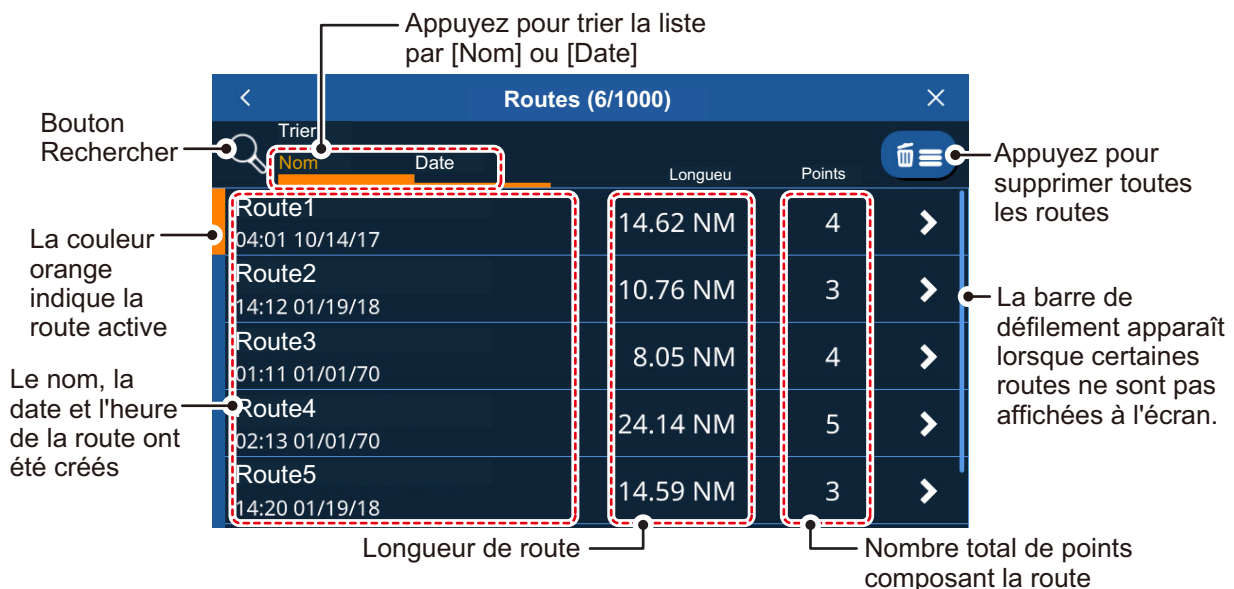 Appuyez pour trier la liste
par [Nom] ou [Date]
Routes (6/1000)
Bouton
Rechercher
Trier
Nom
Date
Longueu
Points
Appuyez pour
supprimer toutes
les routes
La couleur
orange
indique la
route active
Route1
04:01 10/14/17
14.62 NM
4
Route2
14:12 01/19/18
10.76 NM
3
La barre de
défilement apparaît
lorsque certaines
routes ne sont pas
affichées à l'écran.
Route3
01:11 01/01/70
8.05 NM
4
Le nom, la
date et l'heure
de la route ont
été créés
Route4
02:13 01/01/70
24.14 NM
5
Route5
14:20 01/19/18
14.59 NM
3
Longueur de route
Nombre total de points
composant la route